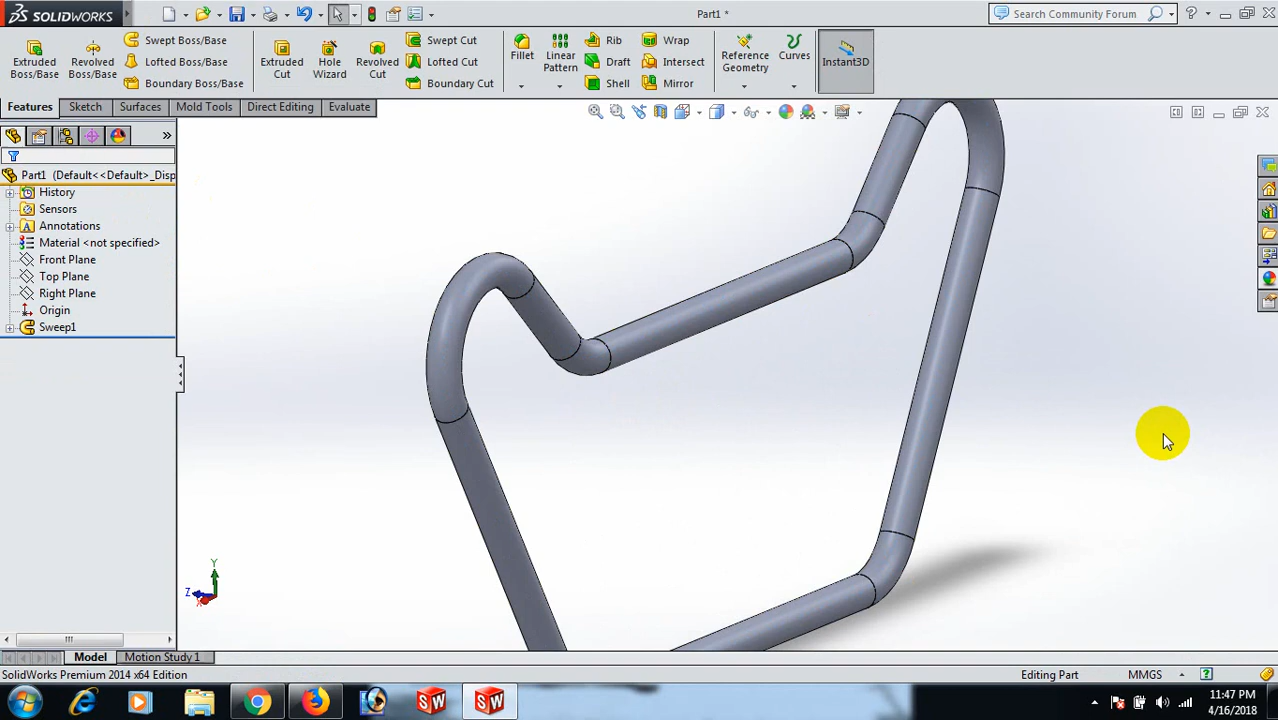 SOLIDWORKS
Part1 *
Search Community Forum
Extruded Boss/Base
Revolved Boss/Base
Swept Boss/Base
Lofted Boss/Base
Boundary Boss/Base
Extruded Cut
Hole Wizard
Revolved Cut
Swept Cut
Lofted Cut
Boundary Cut
Fillet
Linear Pattern
Rib
Draft
Shell
Wrap
Intersect
Mirror
Reference Geometry
Curves
Instant3D
Features
Sketch
Surfaces
Mold Tools
Direct Editing
Evaluate
Part1 (Default<<Default>_Disp
History
Sensors
Annotations
Material <not specified>
Front Plane
Top Plane
Right Plane
Origin
Sweep1
Y
Z
X
Model
Motion Study 1
SolidWorks Premium 2014 x64 Edition
Editing Part
MMGS
11:47 PM
4/16/2018